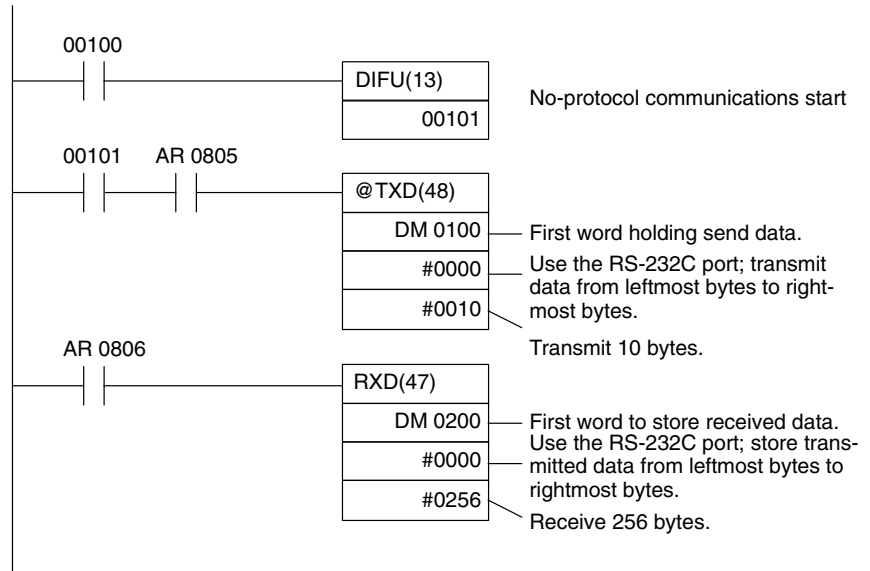 00100
DIFU(13)
00101
No-protocol communications start
00101 AR 0805
@TXD(48)
DM 0100
First word holding send data.
#0000
Use the RS-232C port; transmit
data from leftmost bytes to right-
most bytes.
#0010
Transmit 10 bytes.
AR 0806
RXD(47)
DM 0200
First word to store received data.
#0000
Use the RS-232C port; store trans-
mitted data from leftmost bytes to
rightmost bytes.
#0256
Receive 256 bytes.